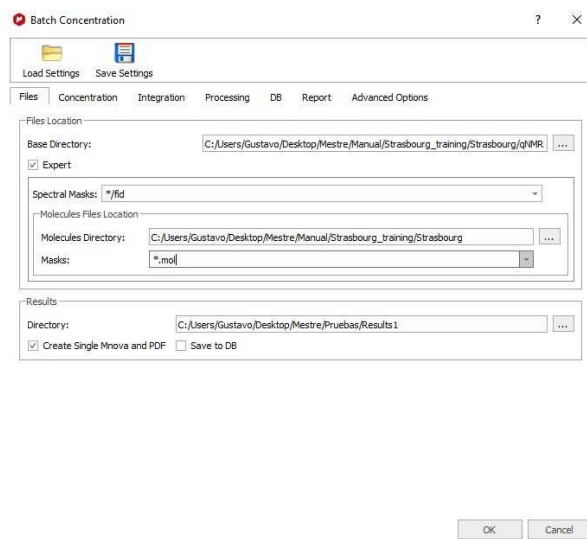 Batch Concentration ? ×
Load Settings Save Settings
Files Concentration Integration Processing DB Report Advanced Options
Files Location
Base Directory: C:/Users/Gustavo/Desktop/Mestre/Manual/Strasbourg_training/Strasbourg/qNMR ...
Expert
Spectral Masks: */fid
Molecules Files Location
Molecules Directory: C:/Users/Gustavo/Desktop/Mestre/Manual/Strasbourg_training/Strasbourg ...
Masks: *.mol
Results
Directory: C:/Users/Gustavo/Desktop/Mestre/Pruebas/Results1 ...
Create Single Mnova and PDF Save to DB
OK Cancel